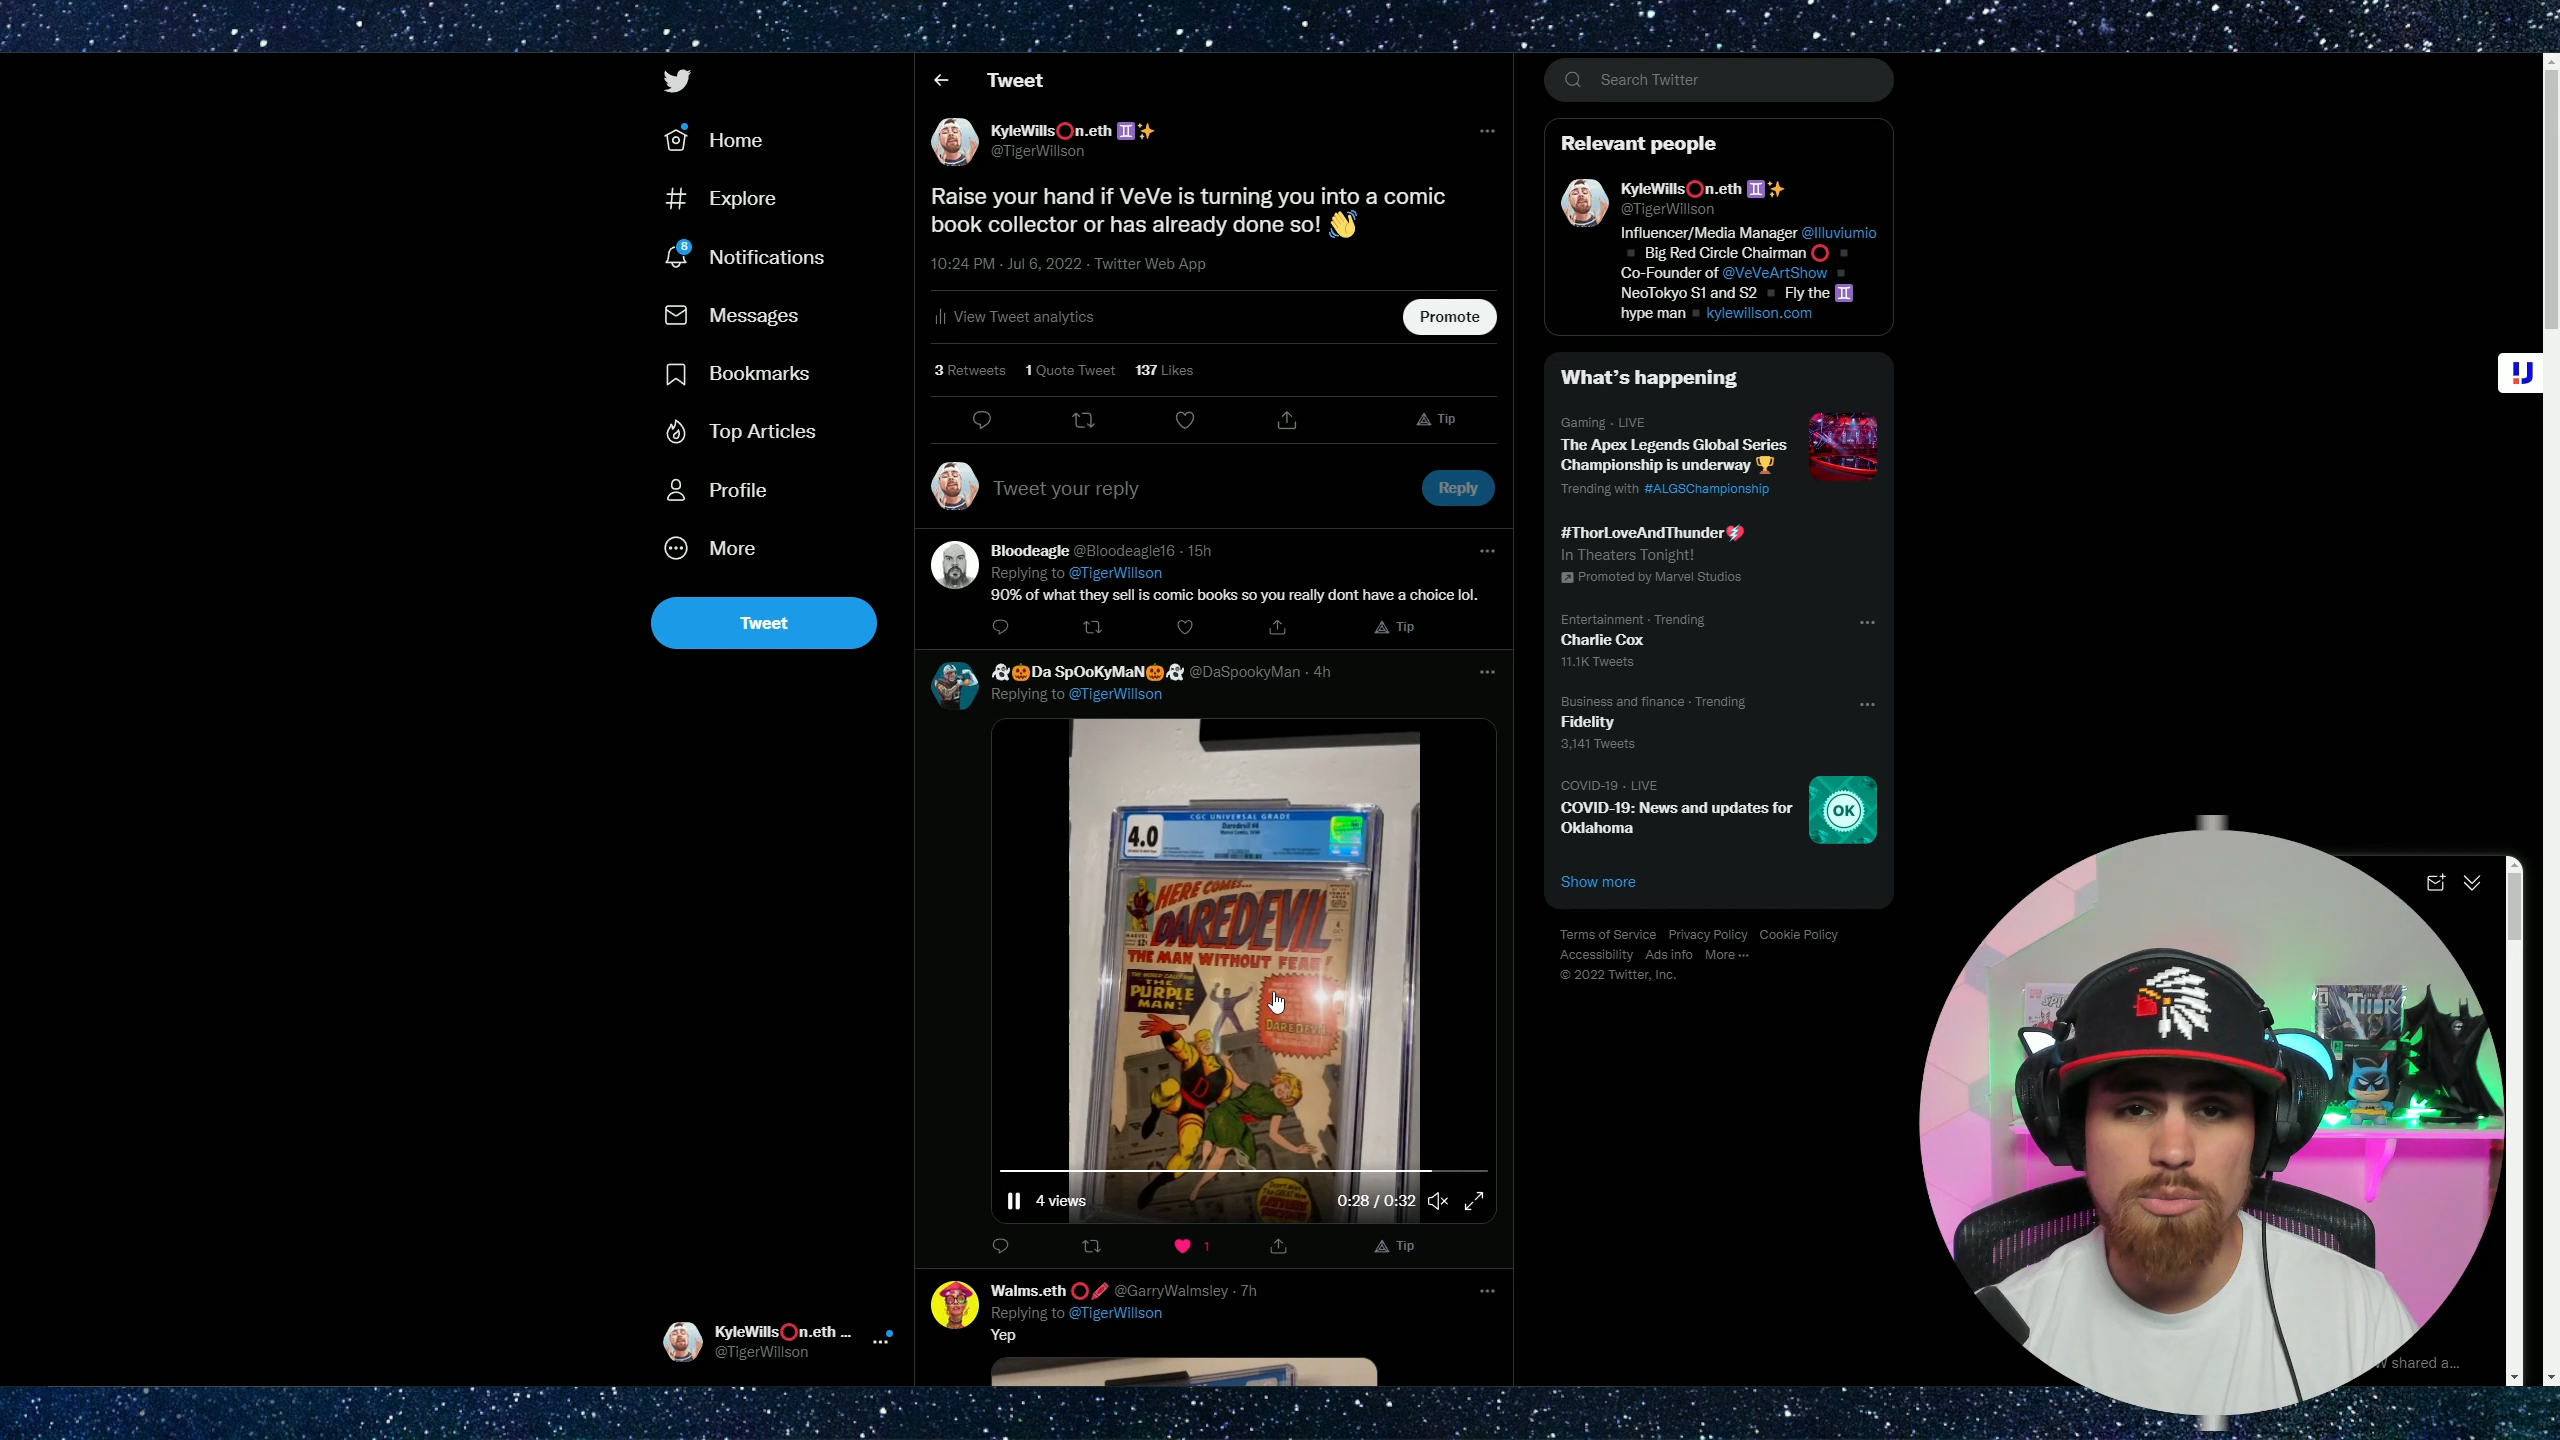 Home
Explore
8
Notifications
Messages
Bookmarks
Top Articles
Profile
More
Tweet
KyleWills⭕n.eth ...
@TigerWillson
Tweet
KyleWills⭕n.eth ♊✨
@TigerWillson
Raise your hand if VeVe is turning you into a comic
book collector or has already done so! 👋
10:24 PM · Jul 6, 2022 · Twitter Web App
View Tweet analytics
Promote
3 Retweets 1 Quote Tweet 137 Likes
Tip
Tweet your reply
Reply
Bloodeagle @Bloodeagle16 · 15h
Replying to @TigerWillson
90% of what they sell is comic books so you really dont have a choice lol.
Tip
👻🎃Da SpOoKyMaN🎃👻 @DaSpookyMan · 4h
Replying to @TigerWillson
CGC UNIVERSAL GRADE
4.0
Daredevil #4
HERE COMES...
DAREDEVIL
THE MAN WITHOUT FEAR!
THE PURPLE MAN!
DAREDEVIL
4 views
0:28 / 0:32
1
Tip
Walms.eth ⭕🖍 @GarryWalmsley · 7h
Replying to @TigerWillson
Yep
Search Twitter
Relevant people
KyleWills⭕n.eth ♊✨
@TigerWillson
Influencer/Media Manager @Illuviumio
▪ Big Red Circle Chairman ⭕ ▪
Co-Founder of @VeVeArtShow ▪
NeoTokyo S1 and S2 ▪ Fly the ♊
hype man ▪ kylewillson.com
What's happening
Gaming · LIVE
The Apex Legends Global Series
Championship is underway 🏆
Trending with #ALGSChampionship
#ThorLoveAndThunder
In Theaters Tonight!
Promoted by Marvel Studios
Entertainment · Trending
Charlie Cox
11.1K Tweets
Business and finance · Trending
Fidelity
3,141 Tweets
COVID-19 · LIVE
COVID-19: News and updates for
Oklahoma
OK
Show more
Terms of Service Privacy Policy Cookie Policy
Accessibility Ads info More ···
© 2022 Twitter, Inc.
THOR
shared a...